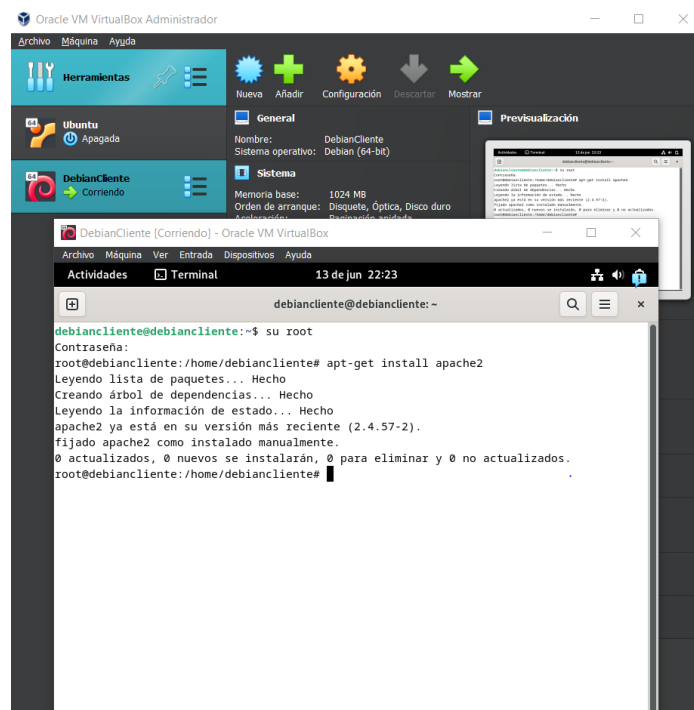 Oracle VM VirtualBox Administrador
Archivo Máquina Ayuda
Herramientas
Nueva Añadir Configuración Descartar Mostrar
64
Ubuntu
Apagada
64
DebianCliente
Corriendo
General
Nombre: DebianCliente
Sistema operativo: Debian (64-bit)
Sistema
Memoria base: 1024 MB
Orden de arranque: Disquete, Óptica, Disco duro
Aceleración: Paginación anidada
Previsualización
DebianCliente [Corriendo] - Oracle VM VirtualBox
Archivo Máquina Ver Entrada Dispositivos Ayuda
Actividades Terminal 13 de jun 22:23
debiancliente@debiancliente: ~
debiancliente@debiancliente:~$ su root
Contraseña:
root@debiancliente:/home/debiancliente# apt-get install apache2
Leyendo lista de paquetes... Hecho
Creando árbol de dependencias... Hecho
Leyendo la información de estado... Hecho
apache2 ya está en su versión más reciente (2.4.57-2).
fijado apache2 como instalado manualmente.
0 actualizados, 0 nuevos se instalarán, 0 para eliminar y 0 no actualizados.
root@debiancliente:/home/debiancliente#